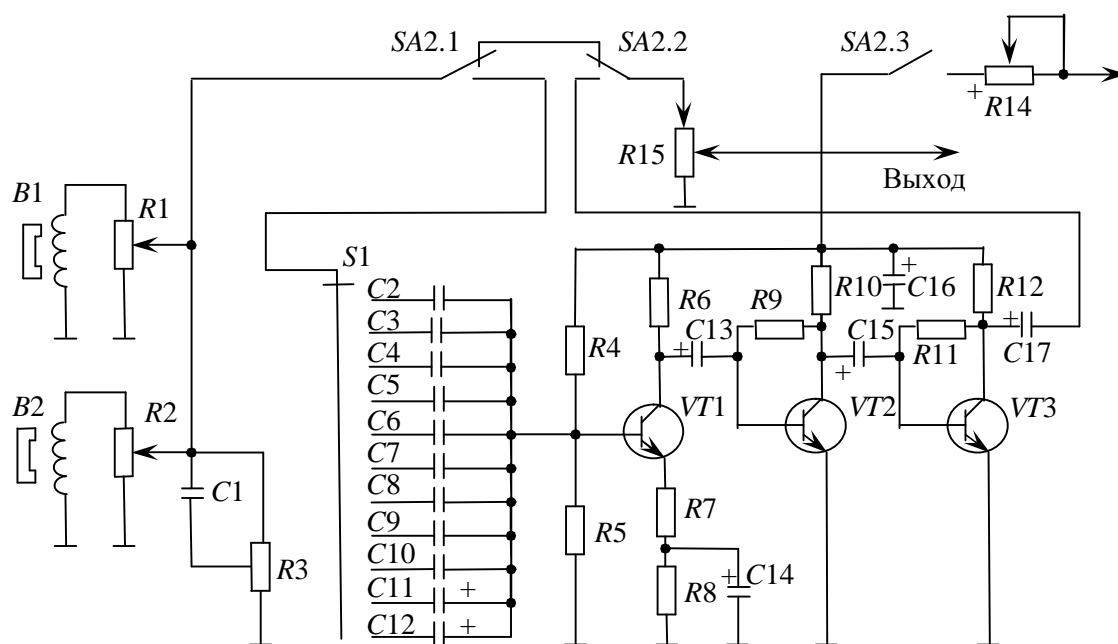 SA2.1
SA2.2
SA2.3
+
R14
R15
Выход
B1
R1
S1
C2
C3
C4
C5
C6
C7
C8
C9
C10
C11 +
C12 +
R4
R5
R6
+
C13
R9
R10
+
C16
R12
+
C15
R11
+
C17
VT1
VT2
VT3
B2
R2
C1
R3
R7
R8
+
C14